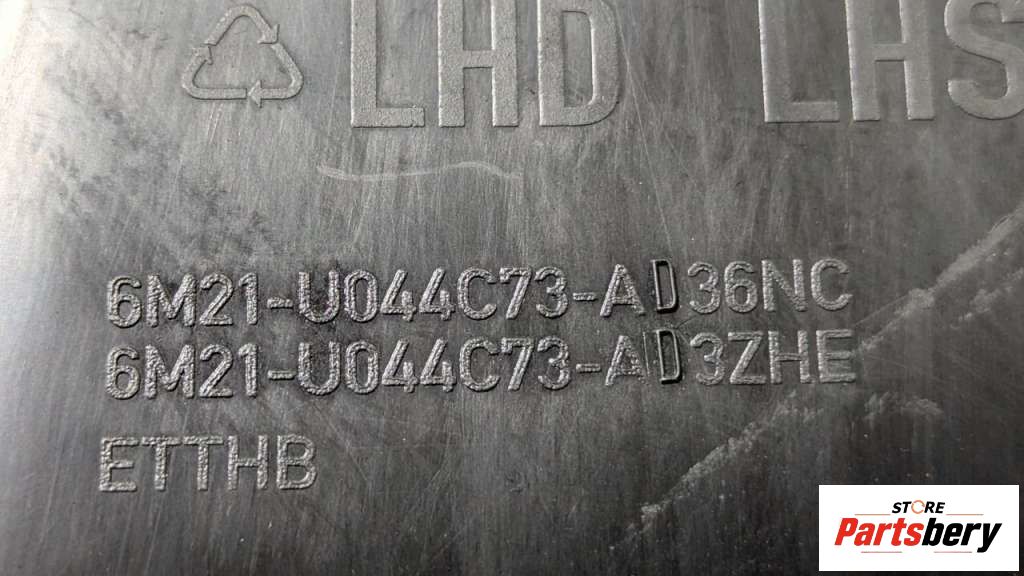 LHD LHS
6M21-U044C73-AD36NC
6M21-U044C73-AD3ZHE
ETTHB
STORE
Partsbery